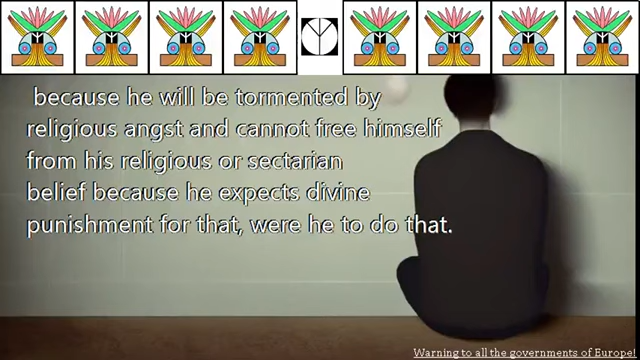 because he will be tormented by
religious angst and cannot free himself
from his religious or sectarian
belief because he expects divine
punishment for that, were he to do that.
Warning to all the governments of Europe!